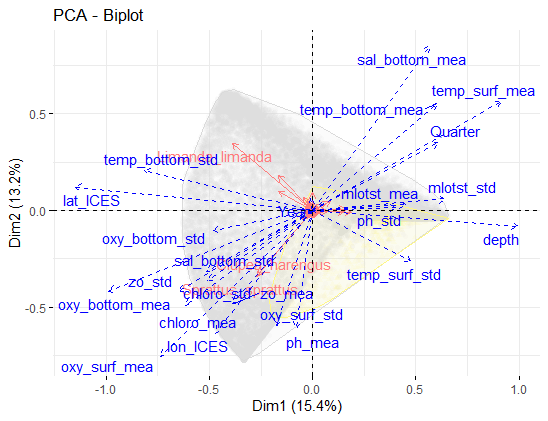 PCA - Biplot
sal_bottom_mea
temp_surf_mea
temp_bottom_mea
Quarter
0.5
Limanda_limanda
temp_bottom_std
mlotst_mea
mlotst_std
lat_ICES
Year
0.0
ph_std
oxy_bottom_std
depth
sal_bottom_std
temp_surf_std
zo_std
chloro_std
zo_mea
oxy_bottom_mea
-0.5
oxy_surf_std
chloro_mea
lon_ICES
ph_mea
oxy_surf_mea
-1.0
-0.5
0.0
0.5
1.0
Dim1 (15.4%)
Dim2 (13.2%)